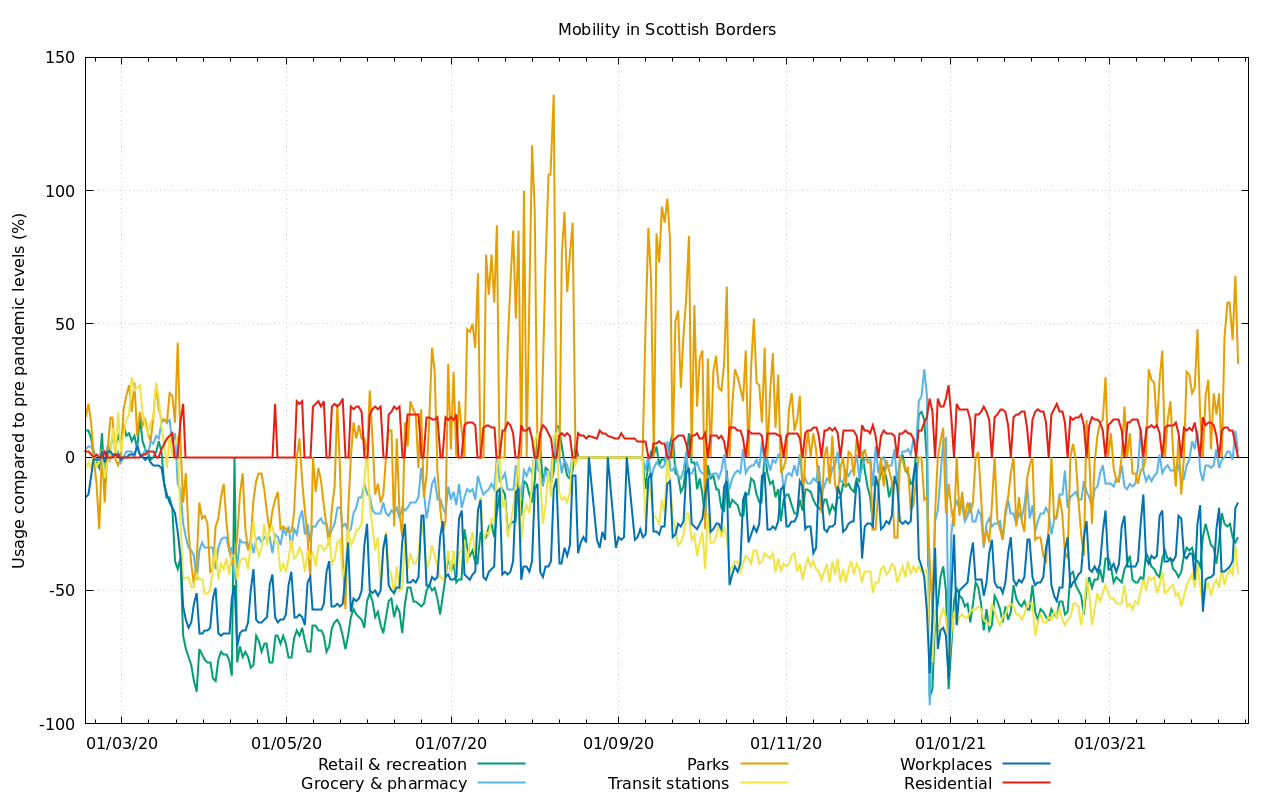 Mobility in Scottish Borders
Usage compared to pre pandemic levels (%)
150
100
50
0
-50
-100
01/03/20 01/05/20 01/07/20 01/09/20 01/11/20 01/01/21 01/03/21
Retail & recreation Parks Workplaces
Grocery & pharmacy Transit stations Residential